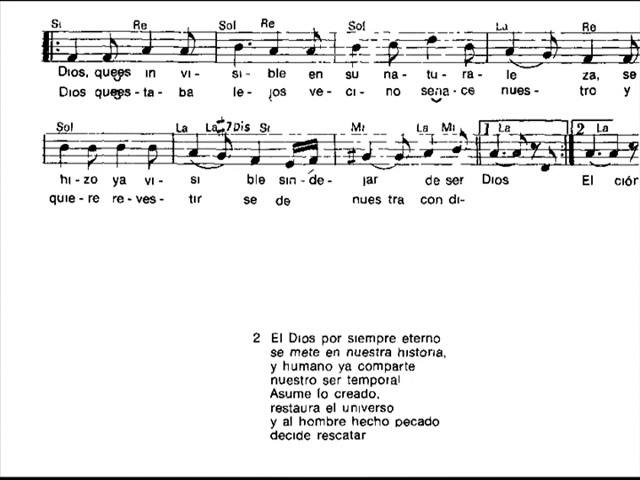 Si Re Sol Re Sol La Re
Dios, quees in vi- si- ble en su na- tu- ra- le za, se
Dios quees-ta- ba le- jos ve- ci- no sena-ce nues- tro y
Sol La La 7Dis Si Mi La Mi 1 La 2 La
hi-zo ya vi- si ble sin-de- jar de ser Dios El ción
quie-re re-ves- tir se de nues tra con di-
2 El Dios por siempre eterno
se mete en nuestra historia,
y humano ya comparte
nuestro ser temporal
Asume lo creado,
restaura el universo
y al hombre hecho pecado
decide rescatar